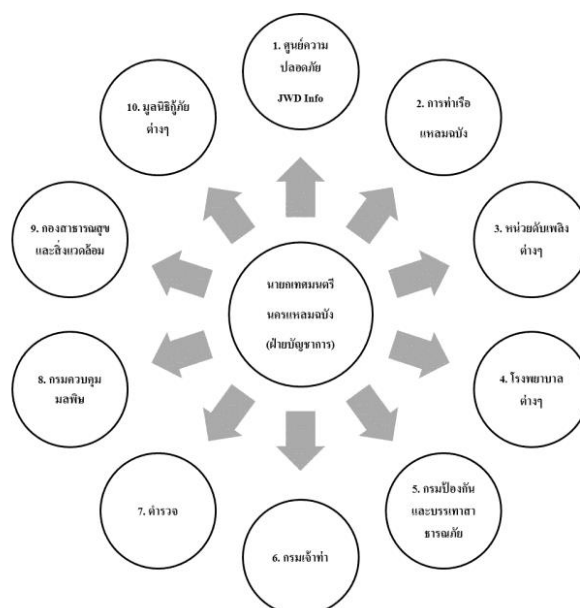 1. ศูนย์ความ
ปลอดภัย
JWD Info
2. การท่าเรือ
แหลมฉบัง
3. หน่วยดับเพลิง
ต่างๆ
4. โรงพยาบาล
ต่างๆ
5. กรมป้องกัน
และบรรเทาสา
ธารณภัย
6. กรมเจ้าท่า
7. ตำรวจ
8. กรมควบคุม
มลพิษ
9. กองสาธารณสุข
และสิ่งแวดล้อม
10. มูลนิธิกู้ภัย
ต่างๆ
นายกเทศมนตรี
นครแหลมฉบัง
(ฝ่ายบัญชาการ)